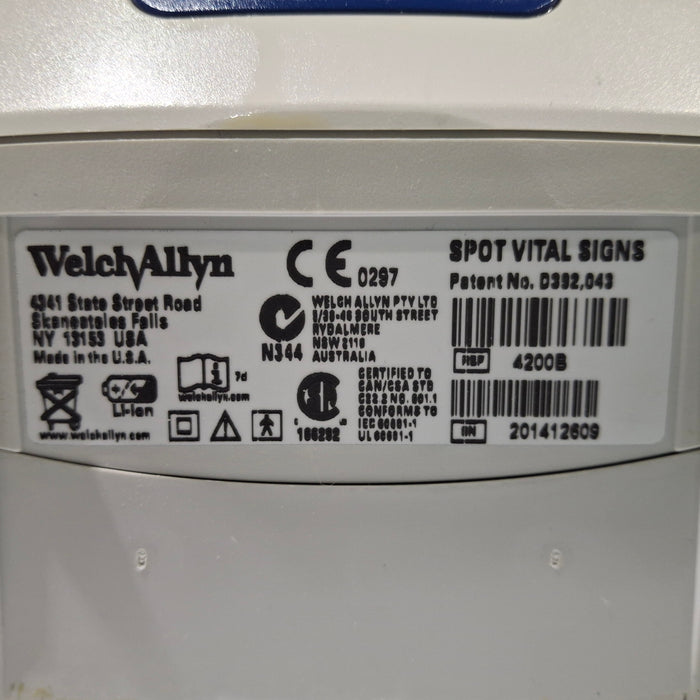 WelchAllyn
4341 State Street Road
Skaneateles Falls
NY 13153 USA
Made in the U.S.A.
Li-ion
www.welchallyn.com
7d
welchallyn.com
CE 0297
N344
WELCH ALLYN PTY LTD
5/38-46 SOUTH STREET
RYDALMERE
NSW 2116
AUSTRALIA
CERTIFIED TO
CAN/CSA STD
C22.2 NO. 601.1
CONFORMS TO
IEC 60601-1
UL 60601-1
SPOT VITAL SIGNS
Patent No. D392,043
REF 4200B
SN 201412609